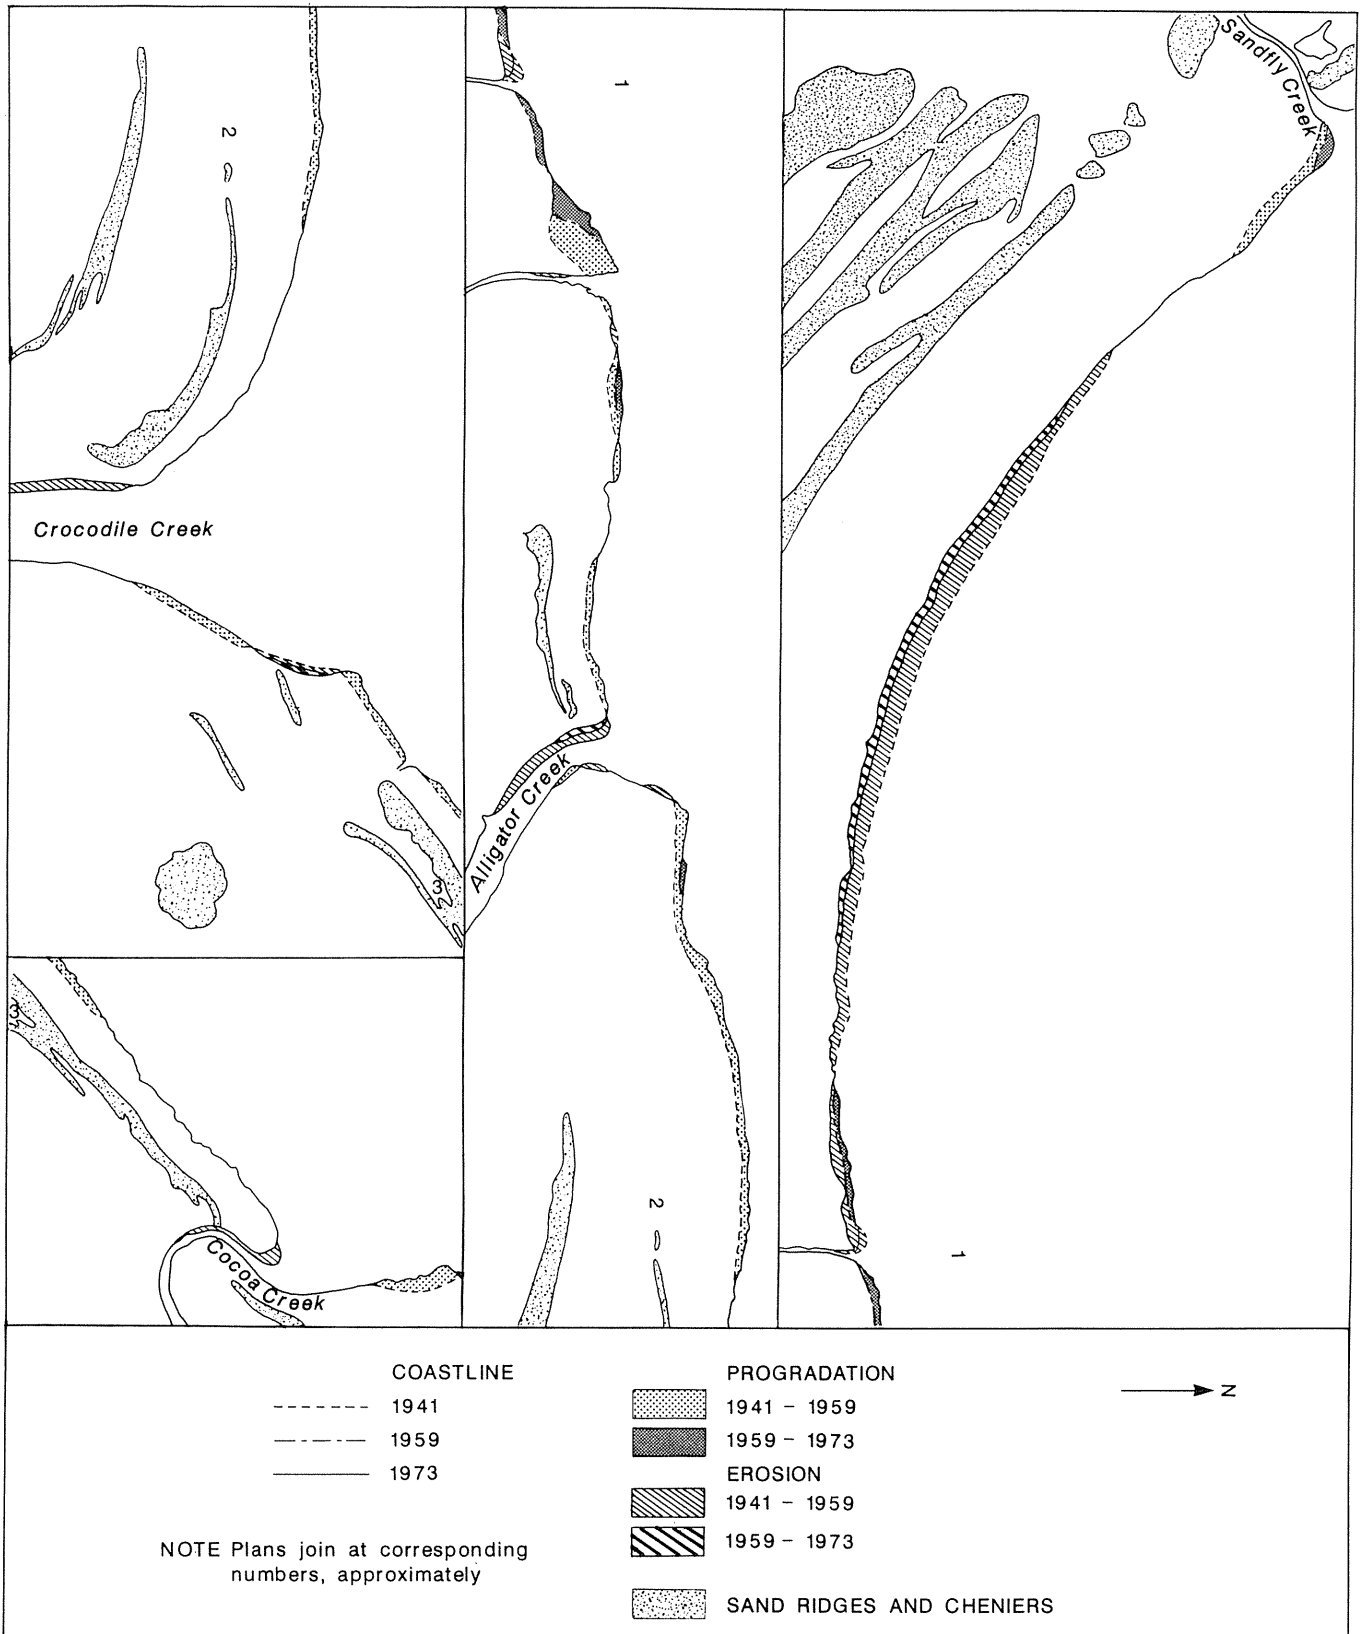 Sandfly Creek
1
2
Crocodile Creek
Alligator Creek
3
3
2
1
Cocoa Creek
COASTLINE
1941
1959
1973
PROGRADATION
1941 - 1959
1959 - 1973
EROSION
1941 - 1959
1959 - 1973
N
NOTE Plans join at corresponding
numbers, approximately
SAND RIDGES AND CHENIERS